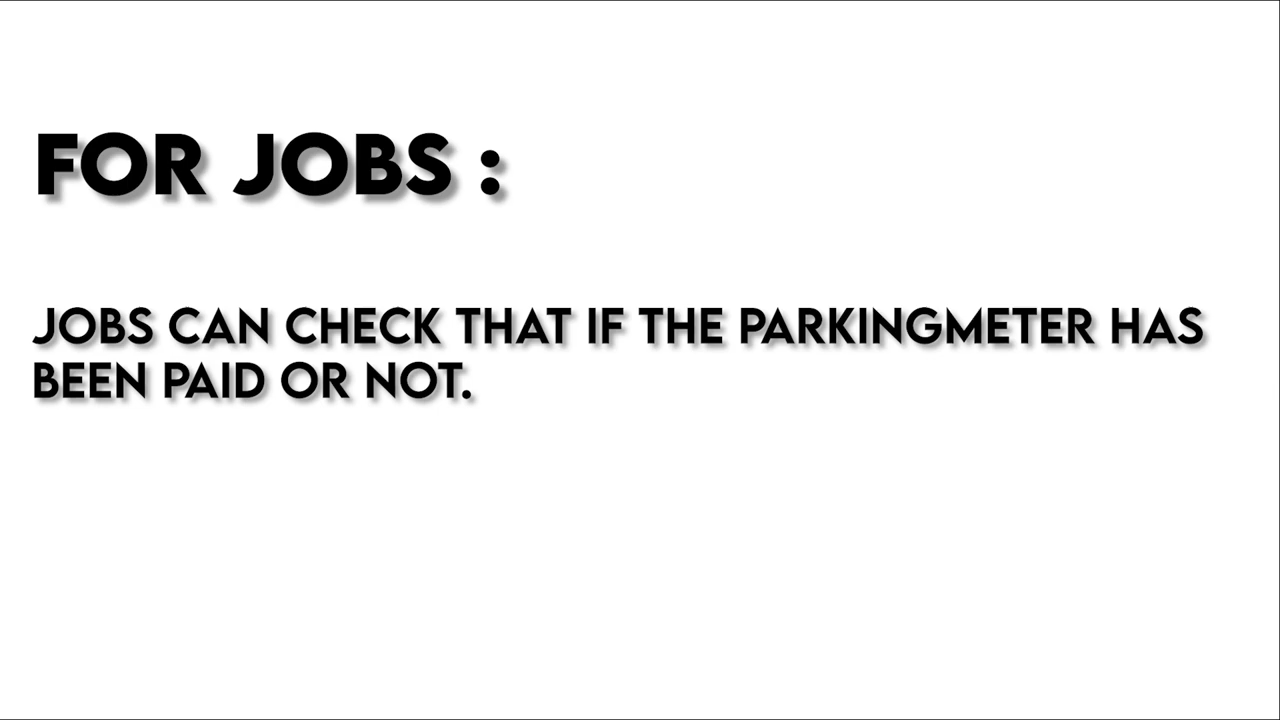 FOR JOBS :
JOBS CAN CHECK THAT IF THE PARKINGMETER HAS
BEEN PAID OR NOT.